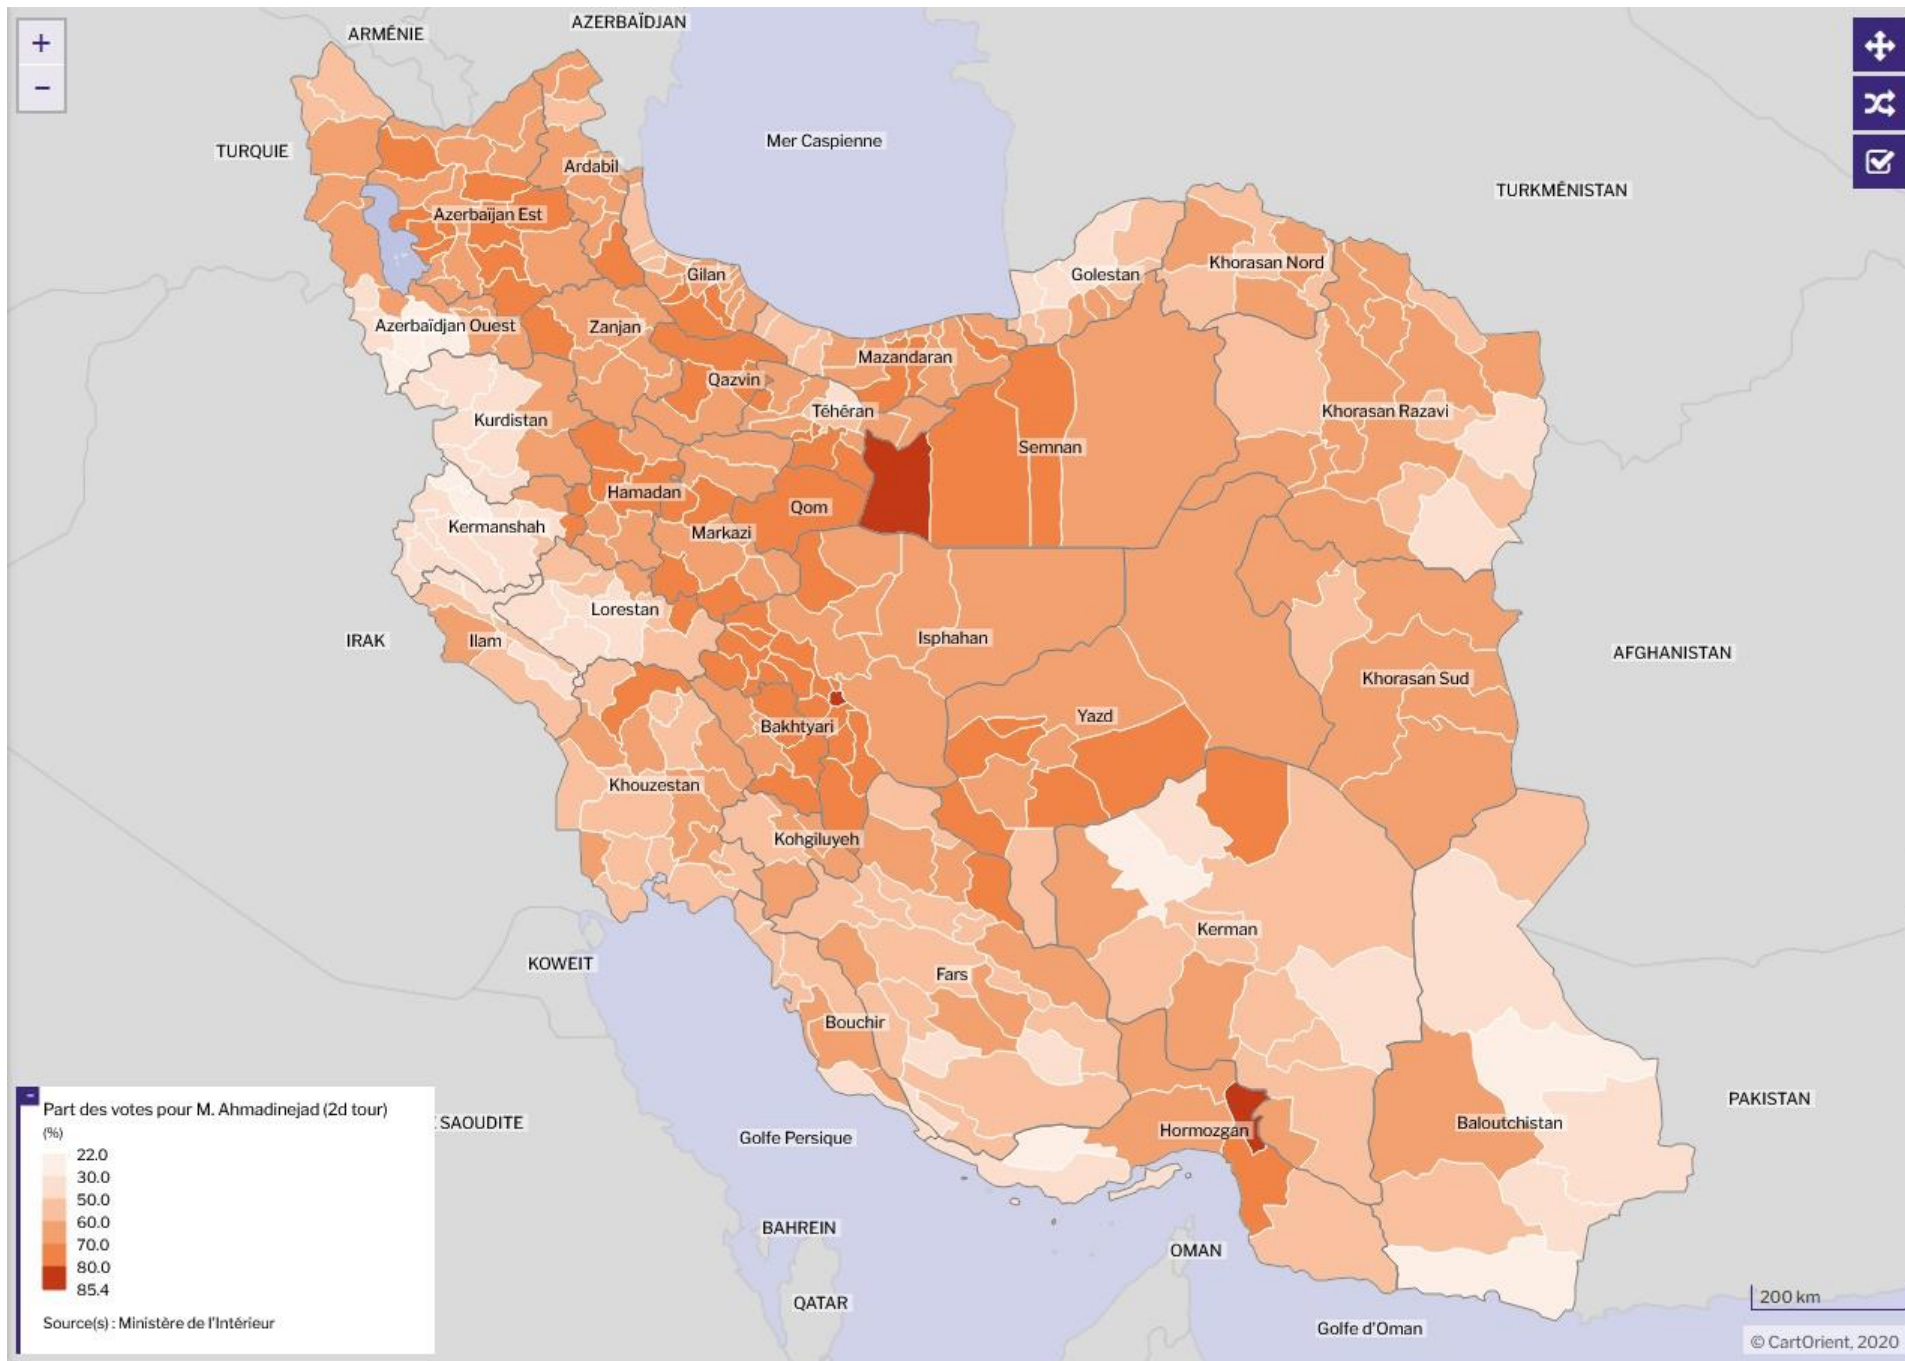 +
−
ARMÉNIE
AZERBAÏDJAN
TURQUIE
Mer Caspienne
TURKMÉNISTAN
Ardabil
Azerbaijan Est
Gilan
Golestan
Khorasan Nord
Azerbaïdjan Ouest
Zanjan
Mazandaran
Qazvin
Téhéran
Kurdistan
Khorasan Razavi
Semnan
Hamadan
Qom
Kermanshah
Markazi
Lorestan
IRAK
Ilam
Isphahan
AFGHANISTAN
Khorasan Sud
Yazd
Bakhtyari
Khouzestan
Kohgiluyeh
Kerman
KOWEIT
Fars
Bouchir
PAKISTAN
Baloutchistan
Hormozgan
Golfe Persique
SAOUDITE
BAHREIN
OMAN
QATAR
Golfe d'Oman
-
Part des votes pour M. Ahmadinejad (2d tour)
(%)
22.0
30.0
50.0
60.0
70.0
80.0
85.4
Source(s) : Ministère de l'Intérieur
200 km
© CartOrient, 2020